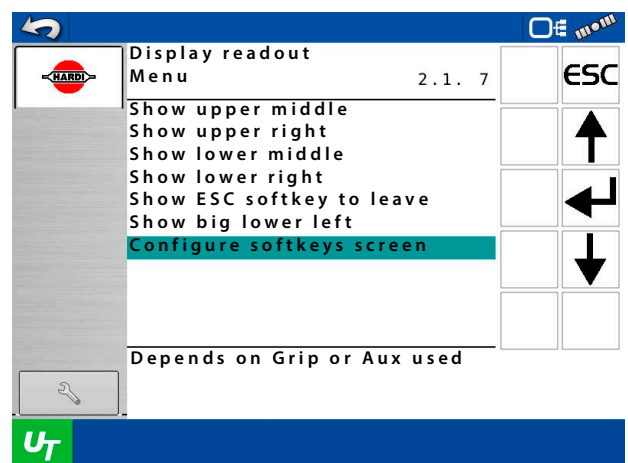 Display readout
Menu 2.1. 7
ESC
HARDI
Show upper middle
Show upper right
Show lower middle
Show lower right
Show ESC softkey to leave
Show big lower left
Configure softkeys screen
Depends on Grip or Aux used
UT